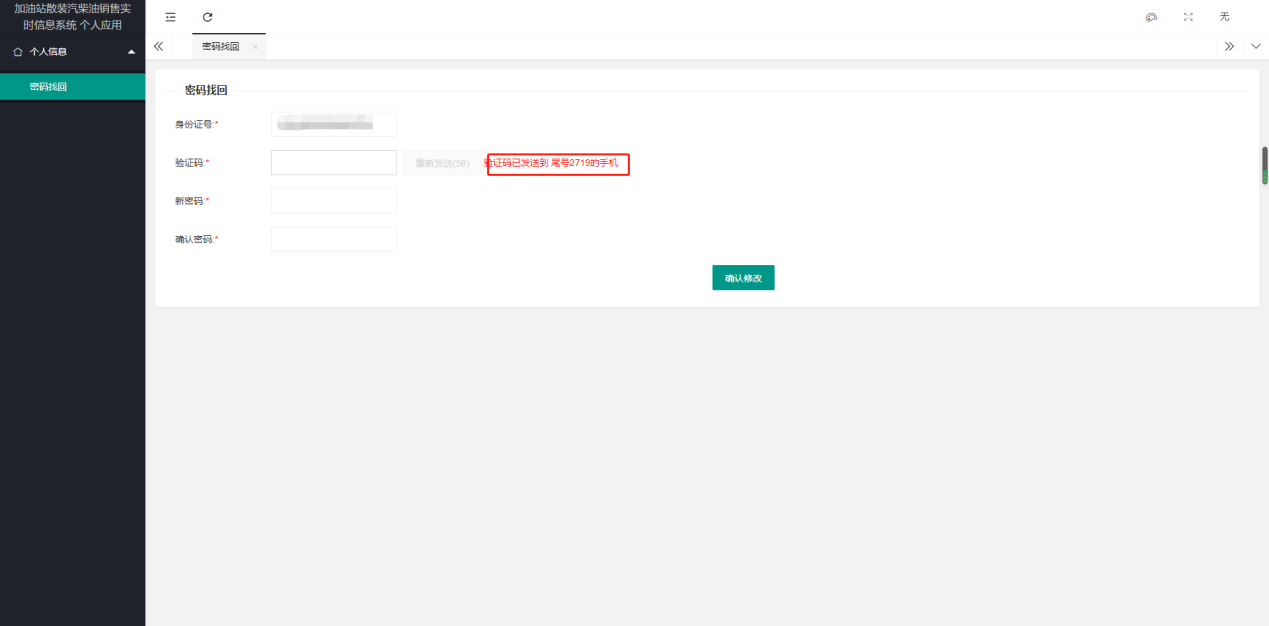 加油站散装汽柴油销售实
时信息系统 个人应用
无
个人信息
密码找回
密码找回
密码找回
身份证号:*
验证码:*
重新发送(58)
验证码已发送到 尾号2719的手机
新密码:*
确认密码:*
确认修改